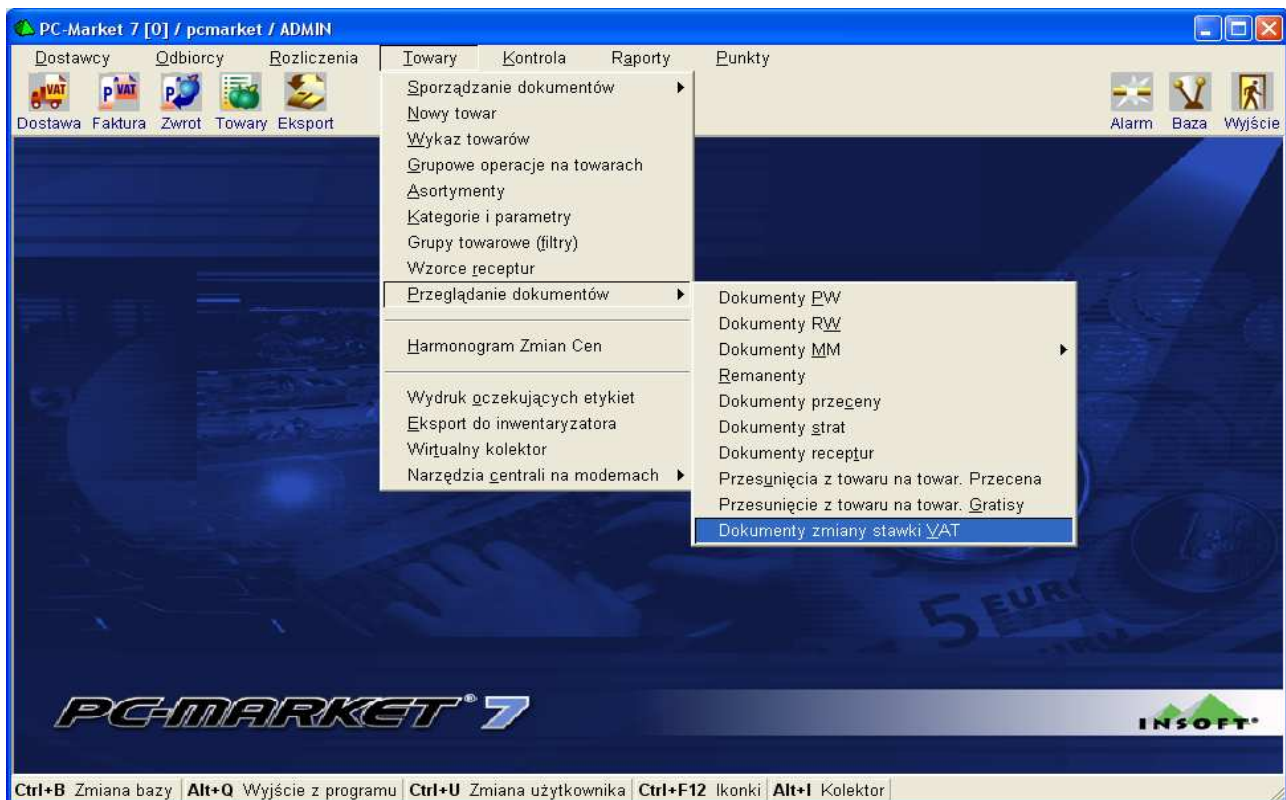 PC-Market 7 [0] / pcmarket / ADMIN
Dostawcy Odbiorcy Rozliczenia Towary Kontrola Raporty Punkty
VAT P VAT P
Dostawa Faktura Zwrot Towary Eksport Alarm Baza Wyjście
Sporządzanie dokumentów
Nowy towar
Wykaz towarów
Grupowe operacje na towarach
Asortymenty
Kategorie i parametry
Grupy towarowe (filtry)
Wzorce receptur
Przeglądanie dokumentów
Harmonogram Zmian Cen
Wydruk oczekujących etykiet
Eksport do inwentaryzatora
Wirtualny kolektor
Narzędzia centrali na modemach
Dokumenty PW
Dokumenty RW
Dokumenty MM
Remanenty
Dokumenty przeceny
Dokumenty strat
Dokumenty receptur
Przesunięcia z towaru na towar. Przecena
Przesunięcie z towaru na towar. Gratisy
Dokumenty zmiany stawki VAT
5 EURO
PC-MARKET® 7
INSOFT®
Ctrl+B Zmiana bazy Alt+Q Wyjście z programu Ctrl+U Zmiana użytkownika Ctrl+F12 Ikonki Alt+I Kolektor